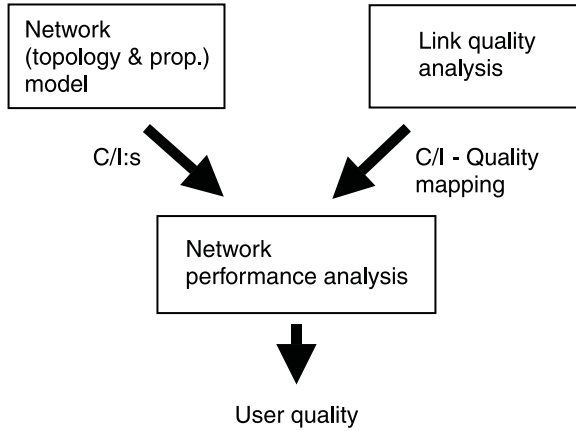 Network
(topology & prop.)
model
Link quality
analysis
C/I:s
C/I - Quality
mapping
Network
performance analysis
User quality